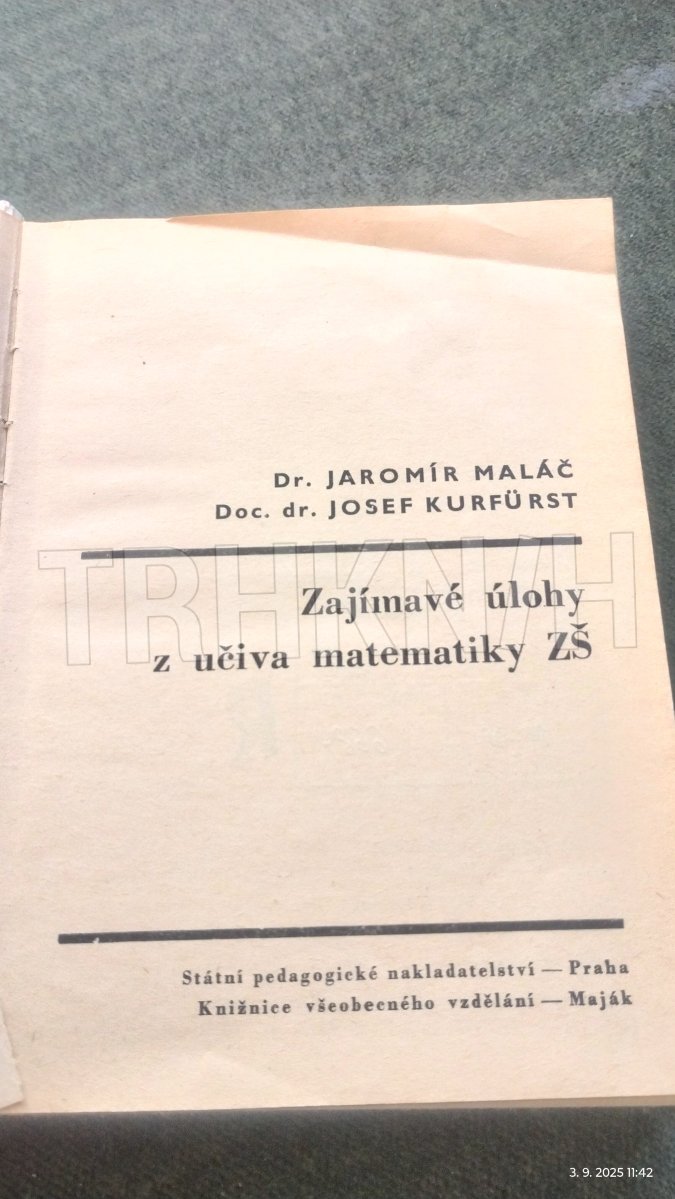 Dr. JAROMÍR MALÁČ
Doc. dr. JOSEF KURFÜRST
TRHKNIH
Zajímavé úlohy
z učiva matematiky ZŠ
Státní pedagogické nakladatelství — Praha
Knižnice všeobecného vzdělání — Maják
3. 9. 2025 11:42